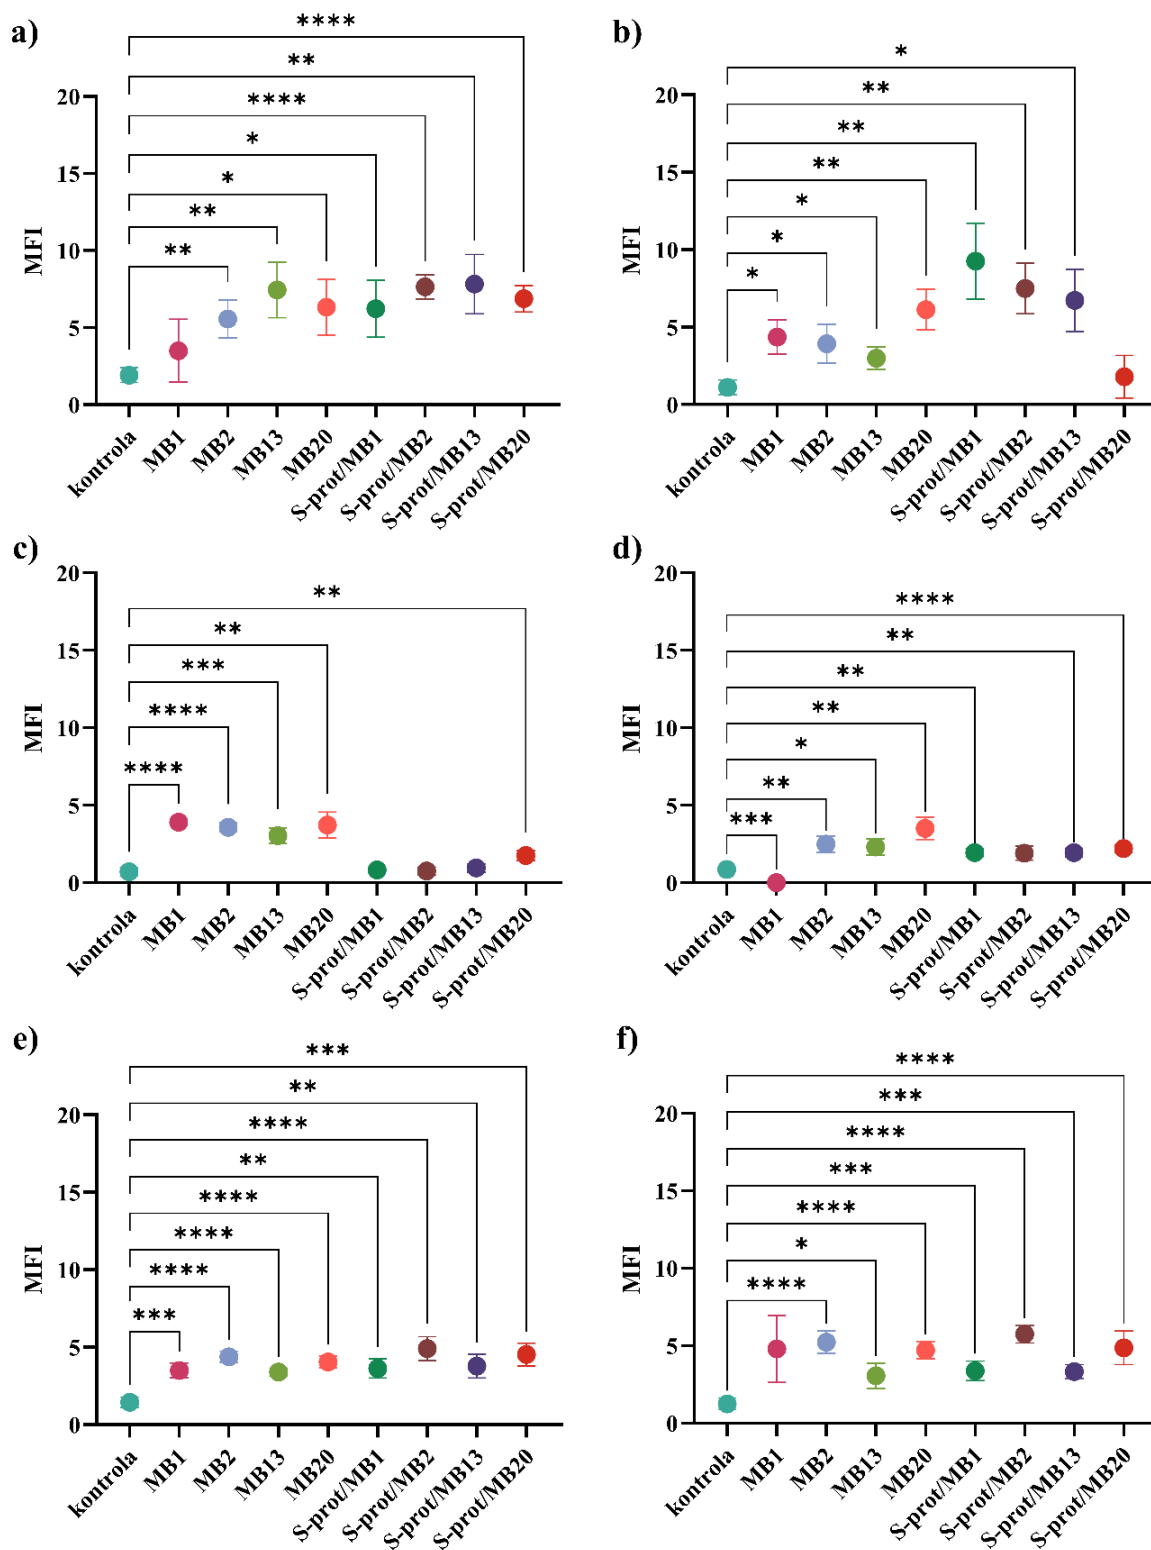 a)
****
**
****
*
*
**
**
MFI
20
15
10
5
0
kontrola
MB1
MB2
MB13
MB20
S-prot/MB1
S-prot/MB2
S-prot/MB13
S-prot/MB20
b)
*
**
**
**
*
*
*
MFI
20
15
10
5
0
kontrola
MB1
MB2
MB13
MB20
S-prot/MB1
S-prot/MB2
S-prot/MB13
S-prot/MB20
c)
**
**
***
****
****
MFI
20
15
10
5
0
kontrola
MB1
MB2
MB13
MB20
S-prot/MB1
S-prot/MB2
S-prot/MB13
S-prot/MB20
d)
****
**
**
**
*
**
***
MFI
20
15
10
5
0
kontrola
MB1
MB2
MB13
MB20
S-prot/MB1
S-prot/MB2
S-prot/MB13
S-prot/MB20
e)
***
**
****
**
****
****
****
***
MFI
20
15
10
5
0
kontrola
MB1
MB2
MB13
MB20
S-prot/MB1
S-prot/MB2
S-prot/MB13
S-prot/MB20
f)
****
***
****
***
****
*
****
MFI
20
15
10
5
0
kontrola
MB1
MB2
MB13
MB20
S-prot/MB1
S-prot/MB2
S-prot/MB13
S-prot/MB20